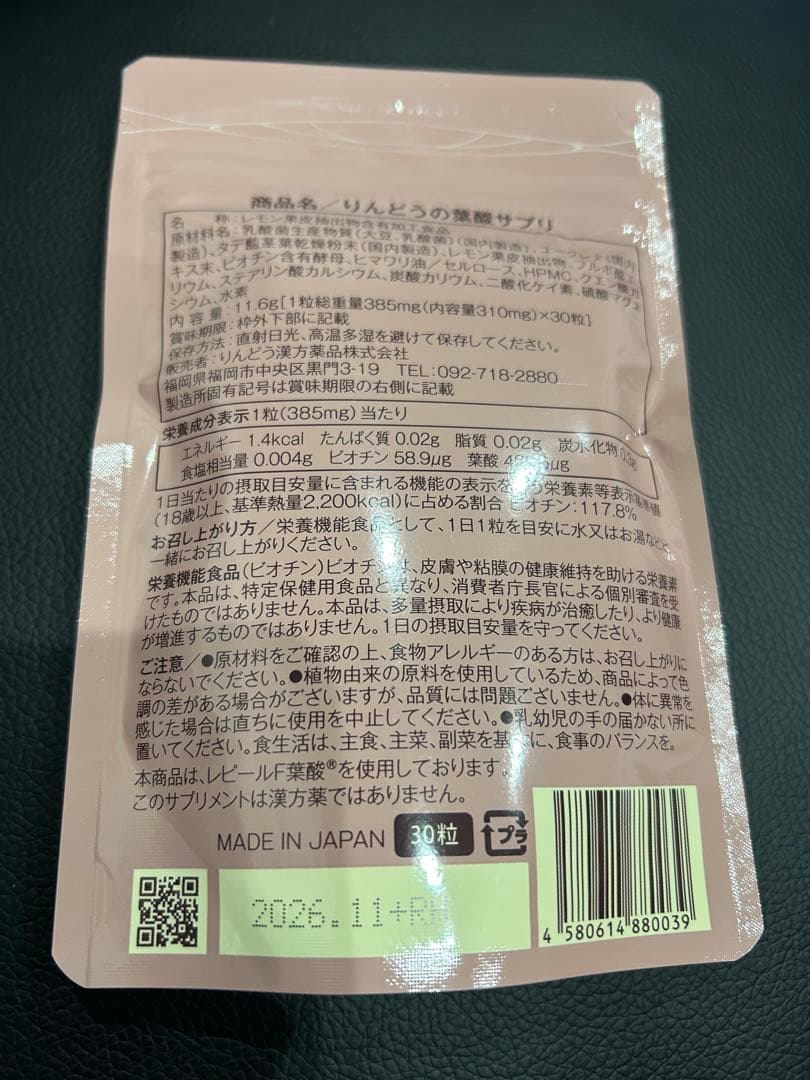 商品名／りんどうの葉酸サプリ
名　　称：レモン果皮抽出物含有加工食品
原材料名：乳酸菌生産物質(大豆、乳酸菌)(国内製造)、
製造)、タデ藍茎葉乾燥粉末(国内製造)、レモン果皮抽出物、フルボ酸エ
キス末、ビオチン含有酵母、ヒマワリ油／セルロース、HPMC、クエン酸カ
リウム、ステアリン酸カルシウム、炭酸カリウム、二酸化ケイ素、硫酸マグネ
シウム、水素
内 容 量：11.6g[1粒総重量385mg(内容量310mg)×30粒]
賞味期限：枠外下部に記載
保存方法：直射日光、高温多湿を避けて保存してください。
販売者：りんどう漢方薬品株式会社
福岡県福岡市中央区黒門3-19　TEL：092-718-2880
製造所固有記号は賞味期限の右側に記載
栄養成分表示1粒(385mg)当たり
エネルギー 1.4kcal　たんぱく質 0.02g　脂質 0.02g　炭水化物
食塩相当量 0.004g　ビオチン 58.9μg　葉酸
1日当たりの摂取目安量に含まれる機能の表示を 栄養素等表示基準値
(18歳以上、基準熱量2,200kcal)に占める割合 ビオチン：117.8%
お召し上がり方／栄養機能食品として、1日1粒を目安に水又はお湯などと
一緒にお召し上がりください。
栄養機能食品(ビオチン)ビオチンは、皮膚や粘膜の健康維持を助ける栄養素
です。本品は、特定保健用食品と異なり、消費者庁長官による個別審査を受
けたものではありません。本品は、多量摂取により疾病が治癒したり、より健康
が増進するものではありません。1日の摂取目安量を守ってください。
ご注意／●原材料をご確認の上、食物アレルギーのある方は、お召し上がりに
ならないでください。●植物由来の原料を使用しているため、商品によって色
調の差がある場合がございますが、品質には問題ございません。●体に異常を
感じた場合は直ちに使用を中止してください。●乳幼児の手の届かない所に
置いてください。食生活は、主食、主菜、副菜を基本に、食事のバランスを。
本商品は、レピールF葉酸®を使用しております。
このサプリメントは漢方薬ではありません。
MADE IN JAPAN 30粒 プラ
2026.11+RH
4 580614 880039